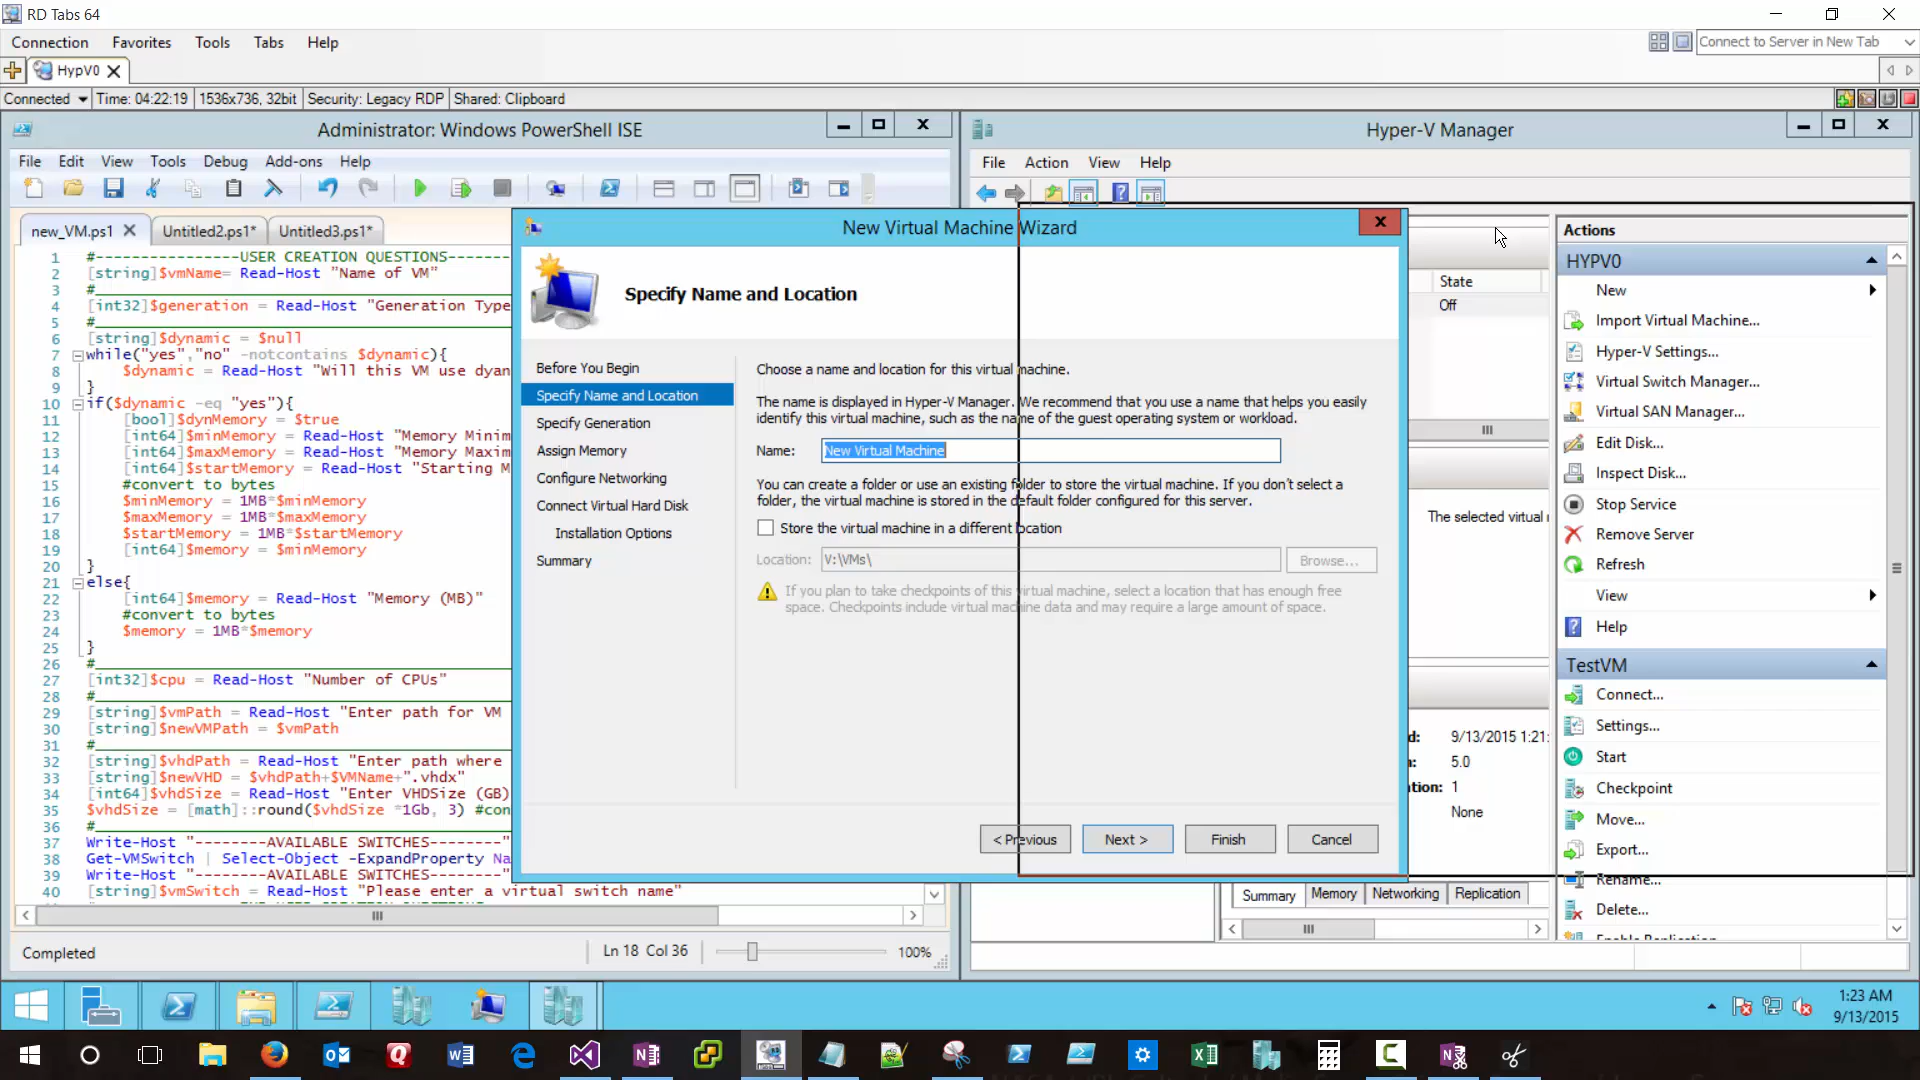 RD Tabs 64
Connection Favorites Tools Tabs Help
Connect to Server in New Tab
HypV0
Connected Time: 04:22:19 1536x736, 32bit Security: Legacy RDP Shared: Clipboard
Administrator: Windows PowerShell ISE
File Edit View Tools Debug Add-ons Help
new_VM.ps1 Untitled2.ps1* Untitled3.ps1*
1 #----------------USER CREATION QUESTIONS-------
2 [string]$vmName= Read-Host "Name of VM"
3 #
4 [int32]$generation = Read-Host "Generation Type
5 #
6 [string]$dynamic = $null
7 while("yes","no" -notcontains $dynamic){
8 $dynamic = Read-Host "Will this VM use dyan
9 }
10 if($dynamic -eq "yes"){
11 [bool]$dynMemory = $true
12 [int64]$minMemory = Read-Host "Memory Minim
13 [int64]$maxMemory = Read-Host "Memory Maxim
14 [int64]$startMemory = Read-Host "Starting M
15 #convert to bytes
16 $minMemory = 1MB*$minMemory
17 $maxMemory = 1MB*$maxMemory
18 $startMemory = 1MB*$startMemory
19 [int64]$memory = $minMemory
20 }
21 else{
22 [int64]$memory = Read-Host "Memory (MB)"
23 #convert to bytes
24 $memory = 1MB*$memory
25 }
26 #
27 [int32]$cpu = Read-Host "Number of CPUs"
28 #
29 [string]$vmPath = Read-Host "Enter path for VM
30 [string]$newVMPath = $vmPath
31 #
32 [string]$vhdPath = Read-Host "Enter path where
33 [string]$newVHD = $vhdPath+$VMName+".vhdx"
34 [int64]$vhdSize = Read-Host "Enter VHDSize (GB)
35 $vhdSize = [math]::round($vhdSize *1Gb, 3) #con
36 #
37 Write-Host "--------AVAILABLE SWITCHES--------"
38 Get-VMSwitch | Select-Object -ExpandProperty Na
39 Write-Host "--------AVAILABLE SWITCHES--------"
40 [string]$vmSwitch = Read-Host "Please enter a virtual switch name"
Completed Ln 18 Col 36 100%
New Virtual Machine Wizard
Specify Name and Location
Before You Begin
Specify Name and Location
Specify Generation
Assign Memory
Configure Networking
Connect Virtual Hard Disk
Installation Options
Summary
Choose a name and location for this virtual machine.
The name is displayed in Hyper-V Manager. We recommend that you use a name that helps you easily
identify this virtual machine, such as the name of the guest operating system or workload.
Name: New Virtual Machine
You can create a folder or use an existing folder to store the virtual machine. If you don't select a
folder, the virtual machine is stored in the default folder configured for this server.
Store the virtual machine in a different location
Location: V:\VMs\ Browse...
If you plan to take checkpoints of this virtual machine, select a location that has enough free
space. Checkpoints include virtual machine data and may require a large amount of space.
< Previous Next > Finish Cancel
Hyper-V Manager
File Action View Help
State
Off
The selected virtual
d: 9/13/2015 1:21:
n: 5.0
ation: 1
None
Summary Memory Networking Replication
Actions
HYPV0
New
Import Virtual Machine...
Hyper-V Settings...
Virtual Switch Manager...
Virtual SAN Manager...
Edit Disk...
Inspect Disk...
Stop Service
Remove Server
Refresh
View
Help
TestVM
Connect...
Settings...
Start
Checkpoint
Move...
Export...
Rename...
Delete...
Enable Replication...
1:23 AM
9/13/2015